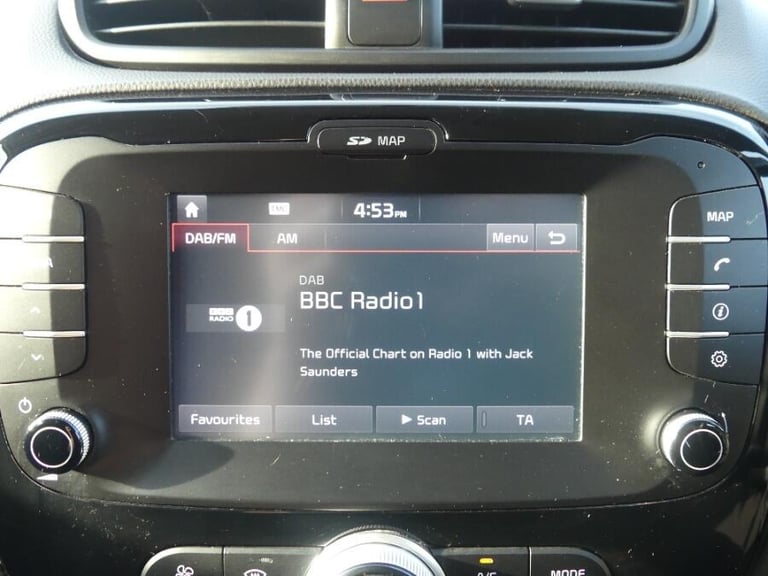 SD MAP
TMC 4:53PM
DAB/FM AM Menu
DAB
BBC Radio1
BBC
RADIO 1
The Official Chart on Radio 1 with Jack
Saunders
Favourites List Scan TA
MAP
MODE